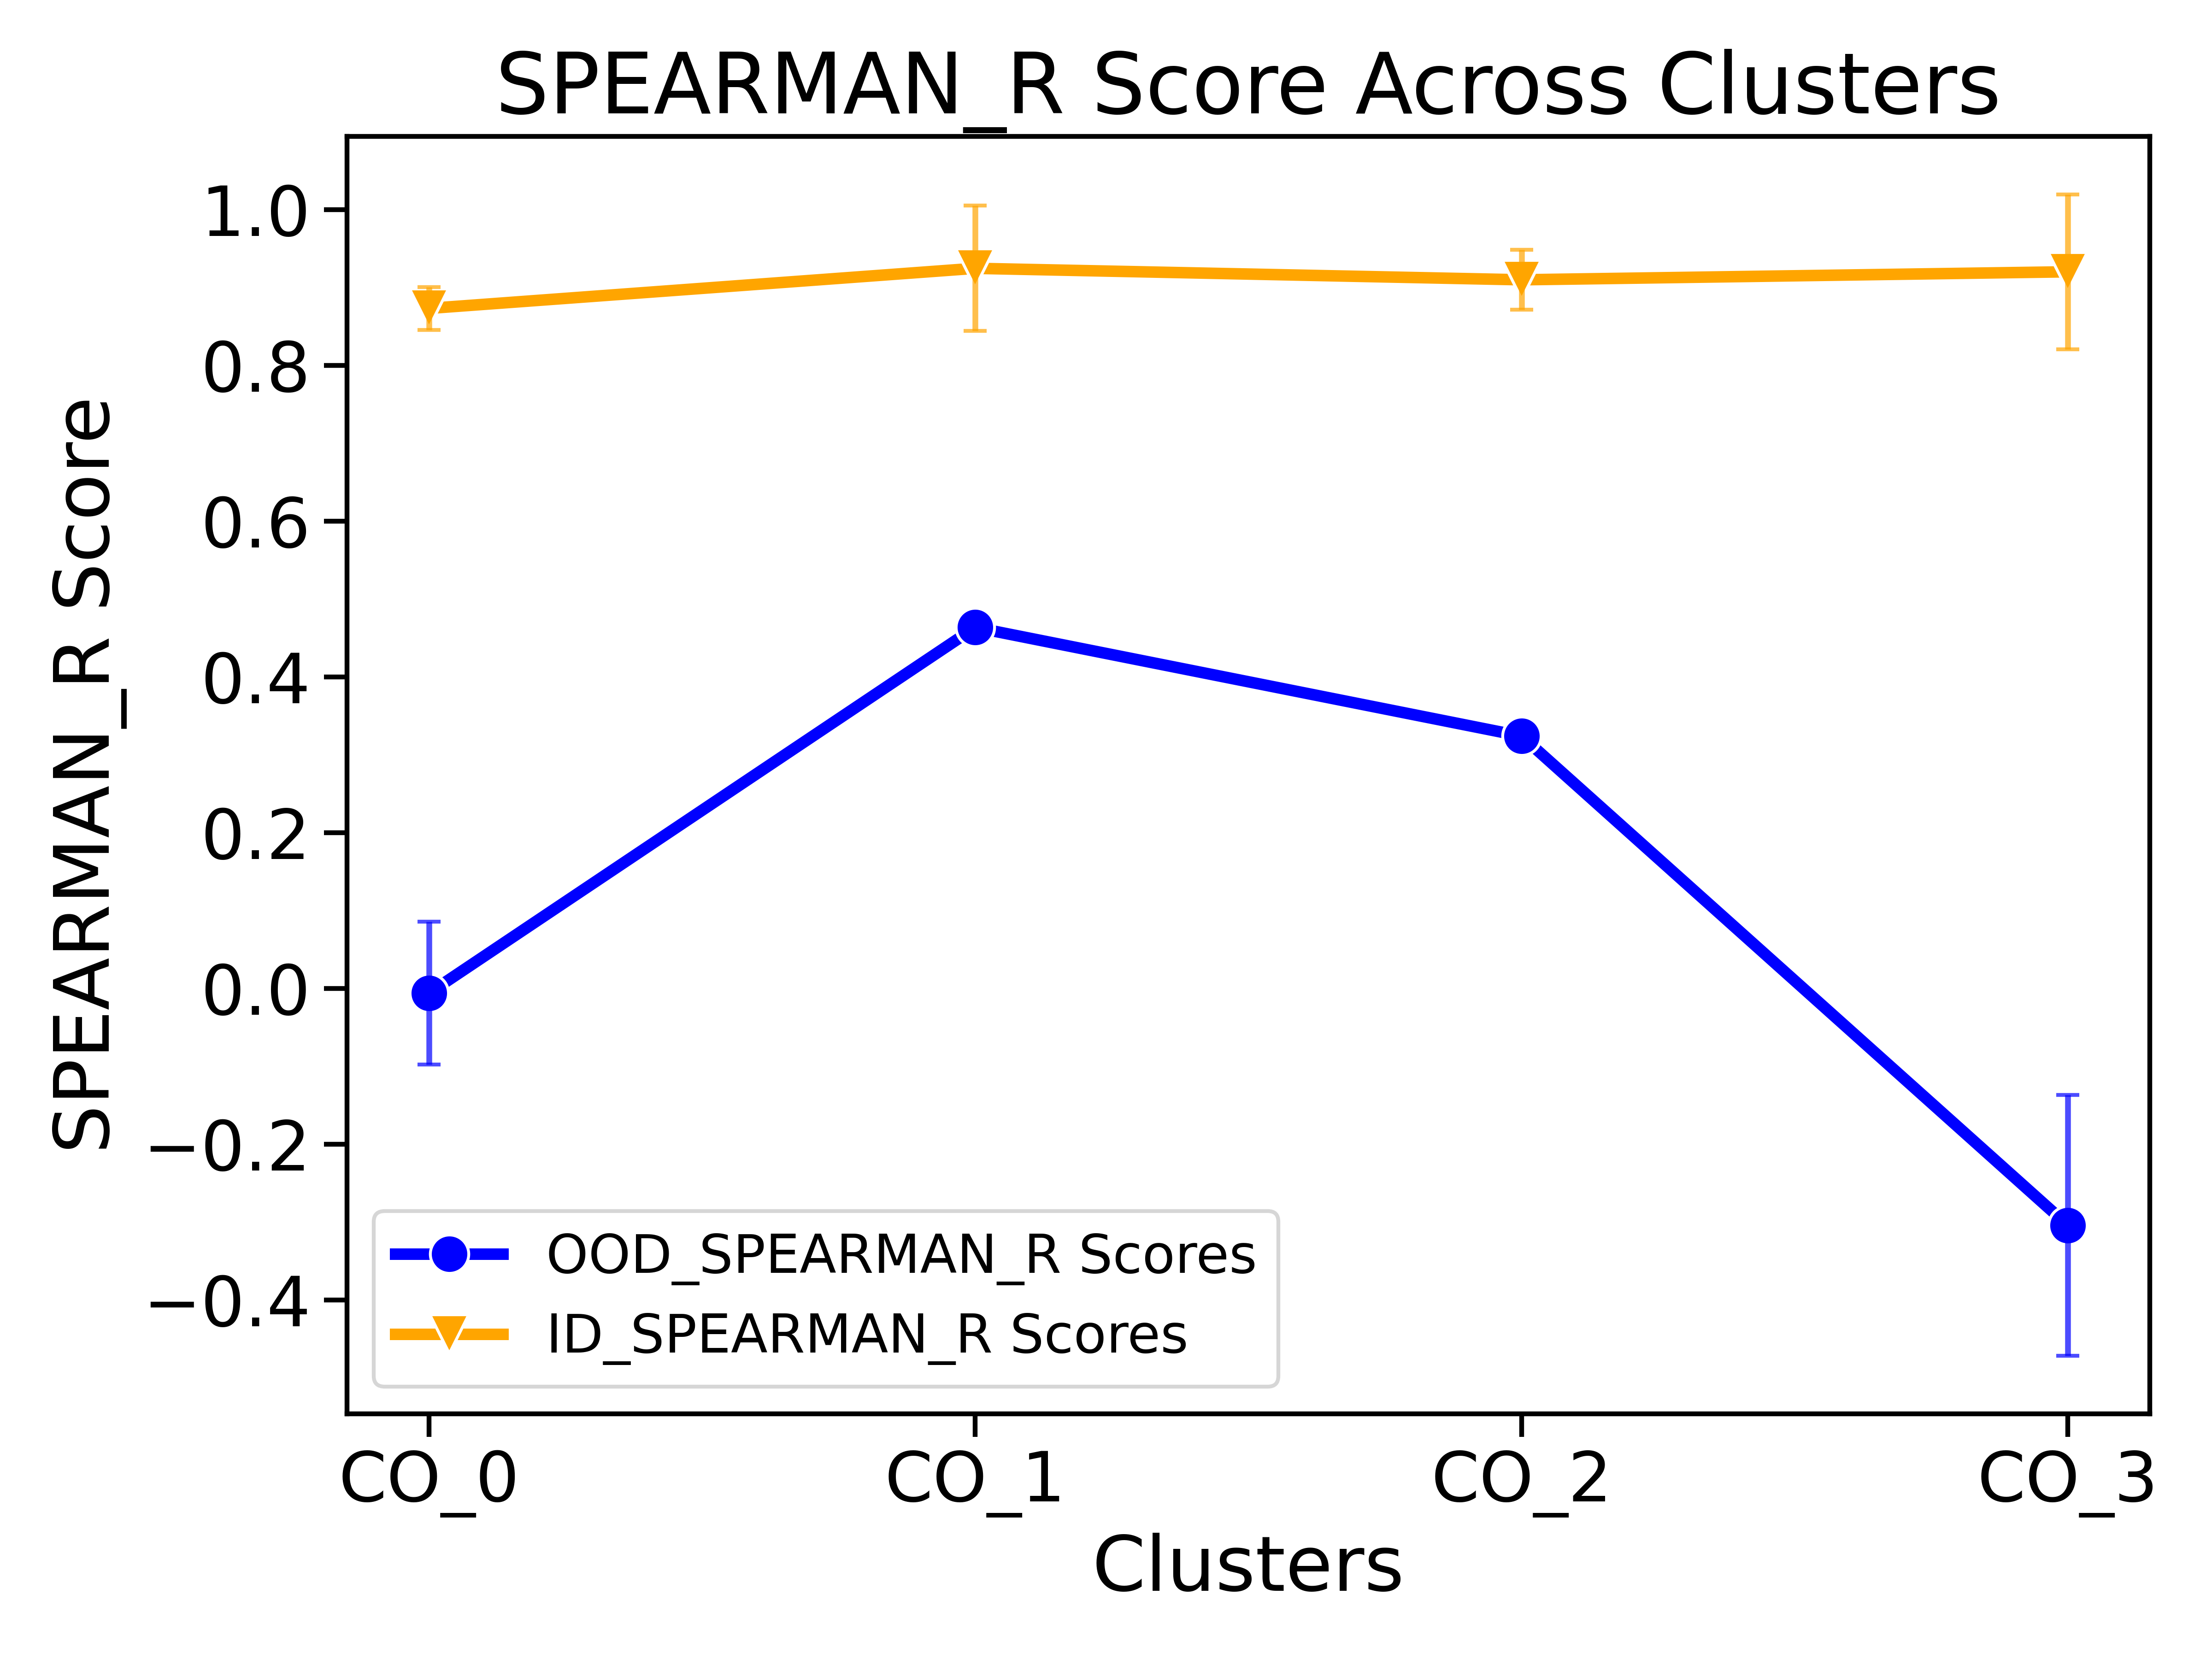 SPEARMAN_R Score Across Clusters
SPEARMAN_R Score
1.0
0.8
0.6
0.4
0.2
0.0
−0.2
−0.4
OOD_SPEARMAN_R Scores
ID_SPEARMAN_R Scores
CO_0 CO_1 CO_2 CO_3
Clusters